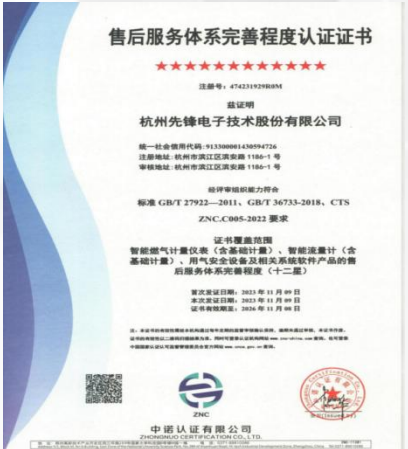 售后服务体系完善程度认证证书
★★★★★★★★★★★★
注册号：474231929R0M
兹证明
杭州先锋电子技术股份有限公司
统一社会信用代码：913300001430594726
注册地址：杭州市滨江区滨安路 1186-1 号
审核地址：杭州市滨江区滨安路 1186-1 号
经评审组织能力符合
标准 GB/T 27922—2011、GB/T 36733-2018、CTS
ZNC.C005-2022 要求
证书覆盖范围
智能燃气计量仪表（含基础计量）、智能流量计（含
基础计量）、用气安全设备及相关系统软件产品的售
后服务体系完善程度（十二星）
首次发证日期：2023 年 11 月 09 日
本次发证日期：2023 年 11 月 09 日
证书有效期至：2026 年 11 月 08 日
ZNC
中诺认证有限公司
ZHONGNUO CERTIFICATION CO., LTD.